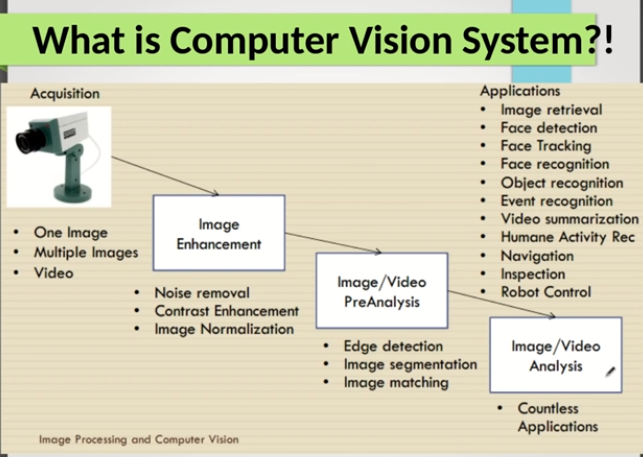 What is Computer Vision System?!
Acquisition
• One Image
• Multiple Images
• Video
Image
Enhancement
• Noise removal
• Contrast Enhancement
• Image Normalization
Image/Video
PreAnalysis
• Edge detection
• Image segmentation
• Image matching
Applications
• Image retrieval
• Face detection
• Face Tracking
• Face recognition
• Object recognition
• Event recognition
• Video summarization
• Humane Activity Rec
• Navigation
• Inspection
• Robot Control
Image/Video
Analysis
• Countless
Applications
Image Processing and Computer Vision